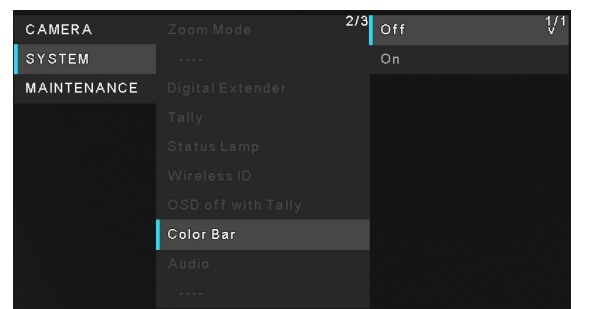 CAMERA
SYSTEM
MAINTENANCE
2/3
Zoom Mode
----
Digital Extender
Tally
Status Lamp
Wireless ID
OSD off with Tally
Color Bar
Audio
----
1/1
Off
On